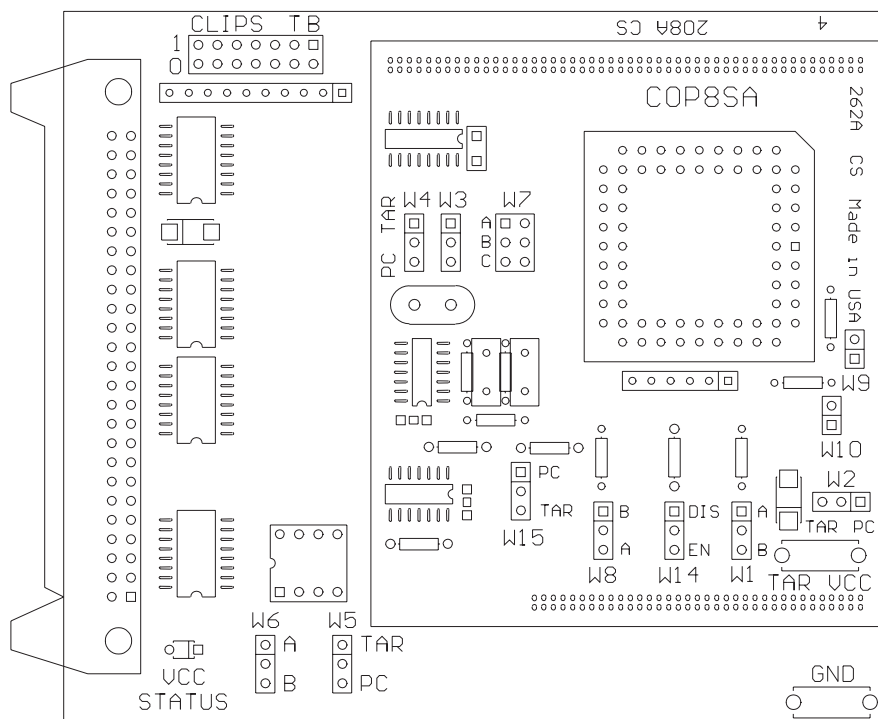 CLIPS TB
1
0
208A CS
4
COP8SA
262A CS Made in USA
W4 W3 W7
PC TAR
A
B
C
W9
W10
W2
TAR PC
PC
TAR
W15
B
A
W8
DIS
EN
W14
A
B
W1
TAR VCC
W6
A
B
W5
TAR
PC
VCC
STATUS
GND